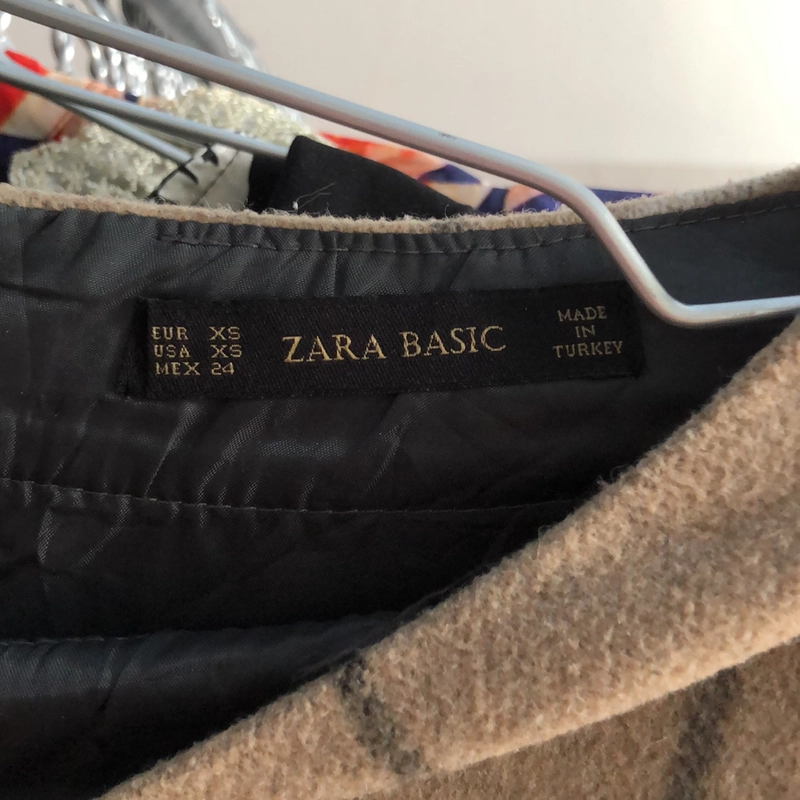 EUR XS
USA XS
MEX 24
ZARA BASIC
MADE
IN
TURKEY